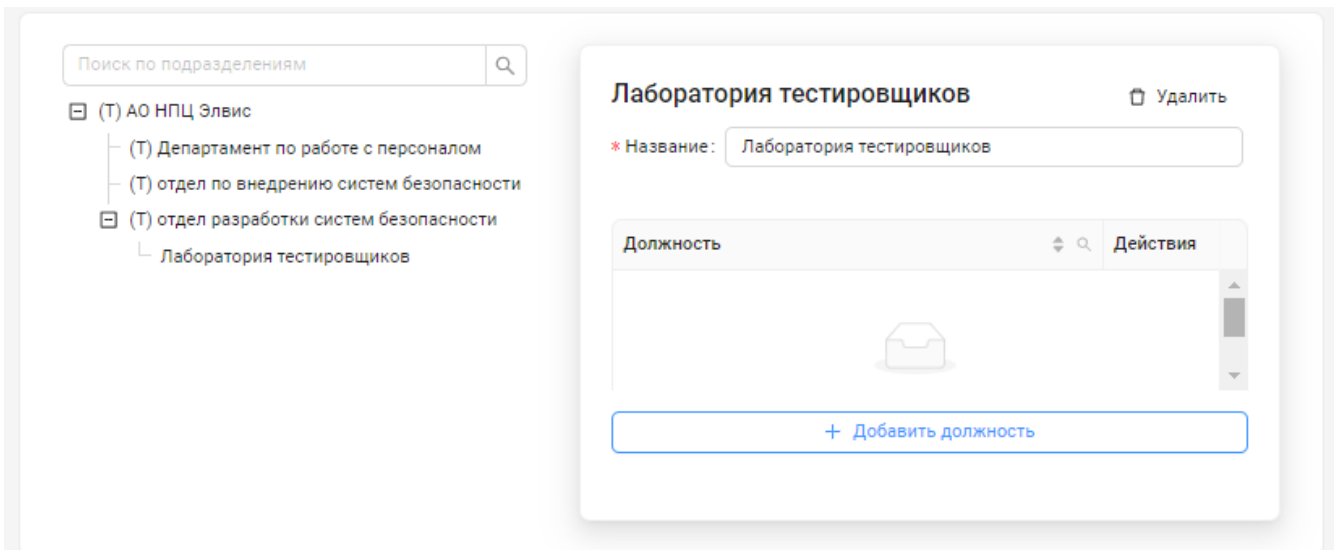 Поиск по подразделениям
(Т) АО НПЦ Элвис
(Т) Департамент по работе с персоналом
(Т) отдел по внедрению систем безопасности
(Т) отдел разработки систем безопасности
Лаборатория тестировщиков
Лаборатория тестировщиков
Удалить
* Название: Лаборатория тестировщиков
Должность Действия
+ Добавить должность